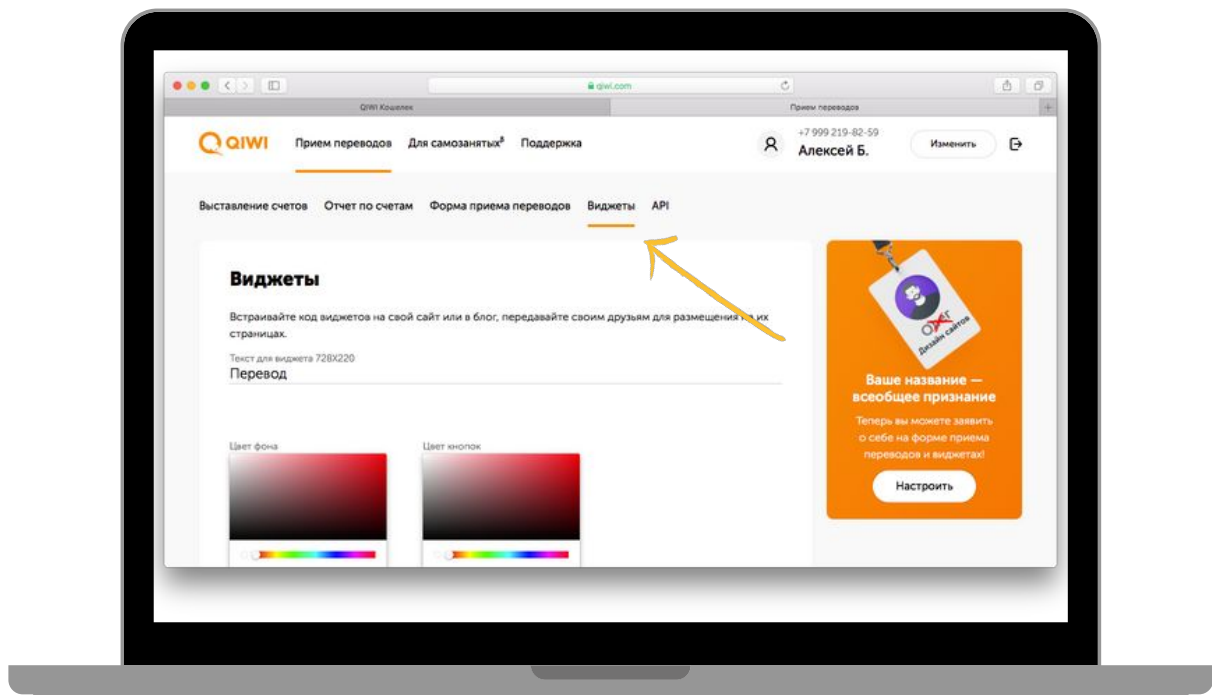 qiwi.com
QIWI Кошелек
Прием переводов
QIWI
Прием переводов
Для самозанятых β
Поддержка
+7 999 219-82-59
Алексей Б.
Изменить
Выставление счетов
Отчет по счетам
Форма приема переводов
Виджеты
API
Виджеты
Встраивайте код виджетов на свой сайт или в блог, передавайте своим друзьям для размещения на их
страницах.
Текст для виджета 728X220
Перевод
Цвет фона
Цвет кнопок
Дизайн сайтов
Ваше название —
всеобщее признание
Теперь вы можете заявить
о себе на форме приема
переводов и виджетах!
Настроить